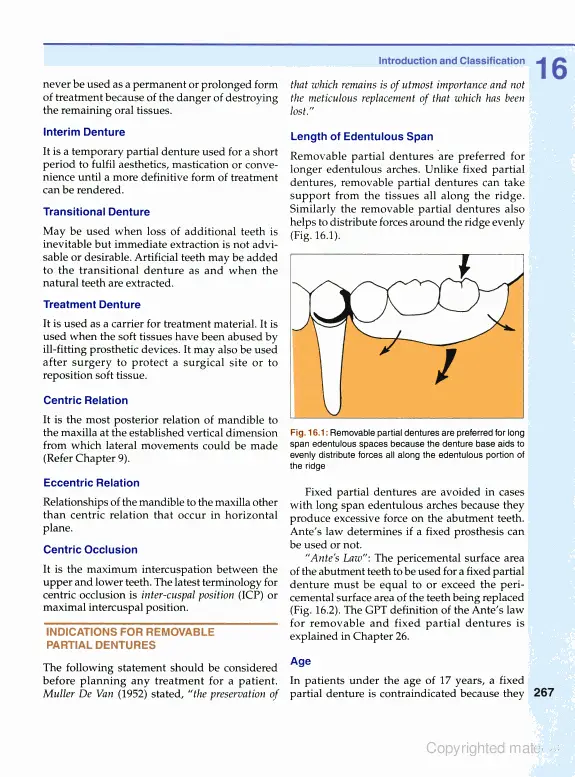 Introduction and Classification
16
never be used as a permanent or prolonged form
of treatment because of the danger of destroying
the remaining oral tissues.
Interim Denture
It is a temporary partial denture used for a short
period to fulfil aesthetics, mastication or conve-
nience until a more definitive form of treatment
can be rendered.
Transitional Denture
May be used when loss of additional teeth is
inevitable but immediate extraction is not advi-
sable or desirable. Artificial teeth may be added
to the transitional denture as and when the
natural teeth are extracted.
Treatment Denture
It is used as a carrier for treatment material. It is
used when the soft tissues have been abused by
ill-fitting prosthetic devices. It may also be used
after surgery to protect a surgical site or to
reposition soft tissue.
Centric Relation
It is the most posterior relation of mandible to
the maxilla at the established vertical dimension
from which lateral movements could be made
(Refer Chapter 9).
Eccentric Relation
Relationships of the mandible to the maxilla other
than centric relation that occur in horizontal
plane.
Centric Occlusion
It is the maximum intercuspation between the
upper and lower teeth. The latest terminology for
centric occlusion is inter-cuspal position (ICP) or
maximal intercuspal position.
INDICATIONS FOR REMOVABLE
PARTIAL DENTURES
The following statement should be considered
before planning any treatment for a patient.
Muller De Van (1952) stated, "the preservation of
that which remains is of utmost importance and not
the meticulous replacement of that which has been
lost."
Length of Edentulous Span
Removable partial dentures are preferred for
longer edentulous arches. Unlike fixed partial
dentures, removable partial dentures can take
support from the tissues all along the ridge.
Similarly the removable partial dentures also
helps to distribute forces around the ridge evenly
(Fig. 16.1).
Fig. 16.1: Removable partial dentures are preferred for long
span edentulous spaces because the denture base aids to
evenly distribute forces all along the edentulous portion of
the ridge
Fixed partial dentures are avoided in cases
with long span edentulous arches because they
produce excessive force on the abutment teeth.
Ante's law determines if a fixed prosthesis can
be used or not.
"Ante's Law": The pericemental surface area
of the abutment teeth to be used for a fixed partial
denture must be equal to or exceed the peri-
cemental surface area of the teeth being replaced
(Fig. 16.2). The GPT definition of the Ante's law
for removable and fixed partial dentures is
explained in Chapter 26.
Age
In patients under the age of 17 years, a fixed
partial denture is contraindicated because they
267
Copyrighted